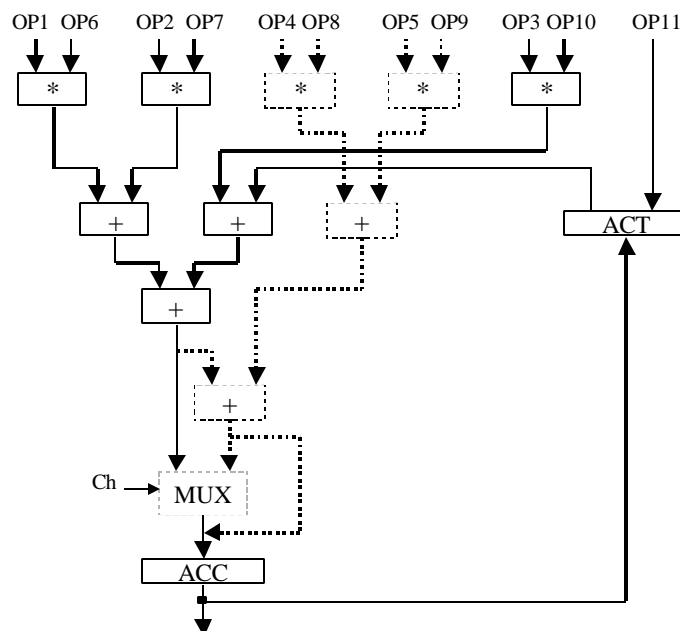 OP1 OP6 OP2 OP7 OP4 OP8 OP5 OP9 OP3 OP10 OP11
* * * * *
+ + + ACT
+
+
Ch MUX
ACC